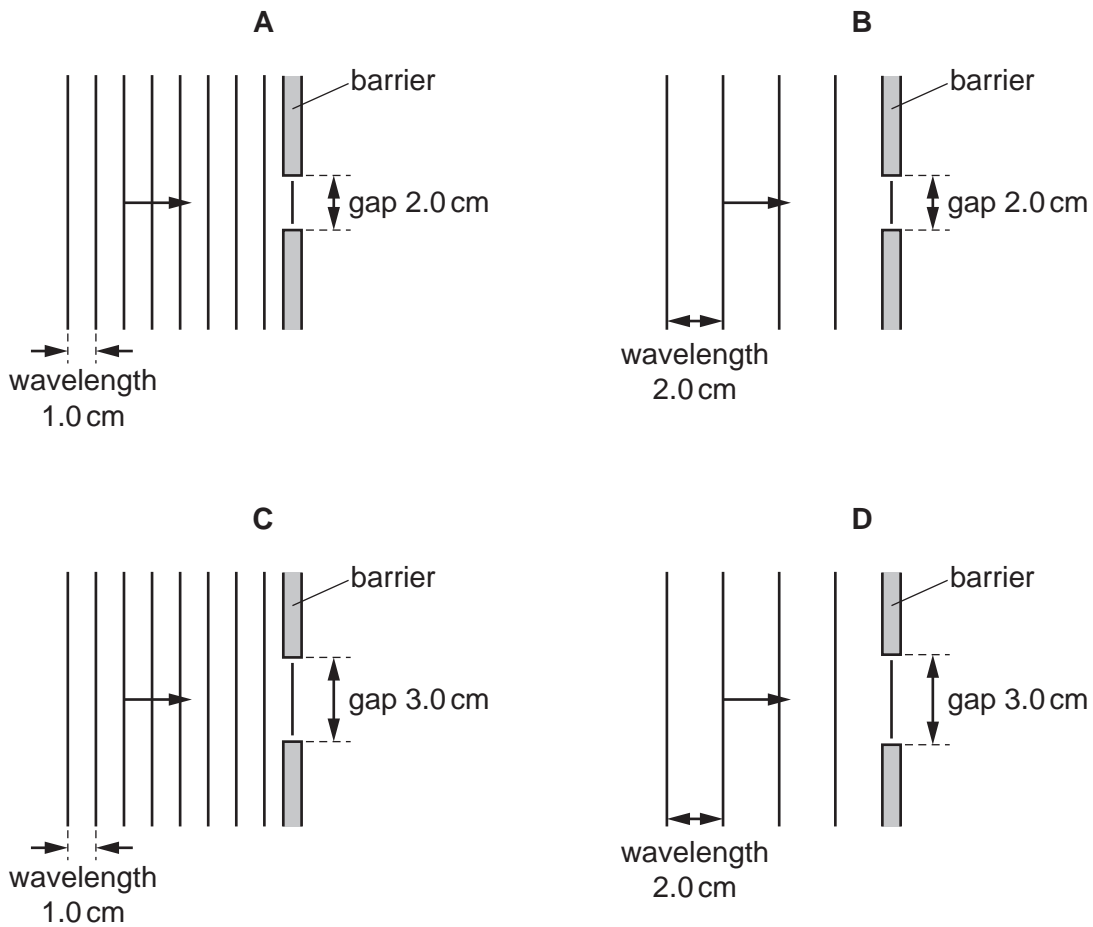 A
barrier
gap 2.0 cm
wavelength
1.0 cm
B
barrier
gap 2.0 cm
wavelength
2.0 cm
C
barrier
gap 3.0 cm
wavelength
1.0 cm
D
barrier
gap 3.0 cm
wavelength
2.0 cm